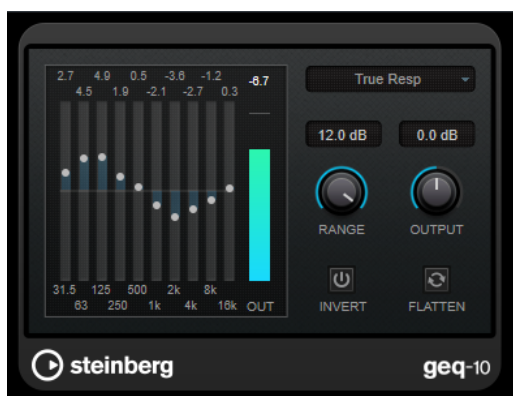 2.7 4.9 0.5 -3.6 -1.2 -6.7
4.5 1.9 -2.1 -2.7 0.3
31.5 125 500 2k 8k
63 250 1k 4k 16k OUT
True Resp
12.0 dB 0.0 dB
RANGE OUTPUT
INVERT FLATTEN
steinberg geq-10